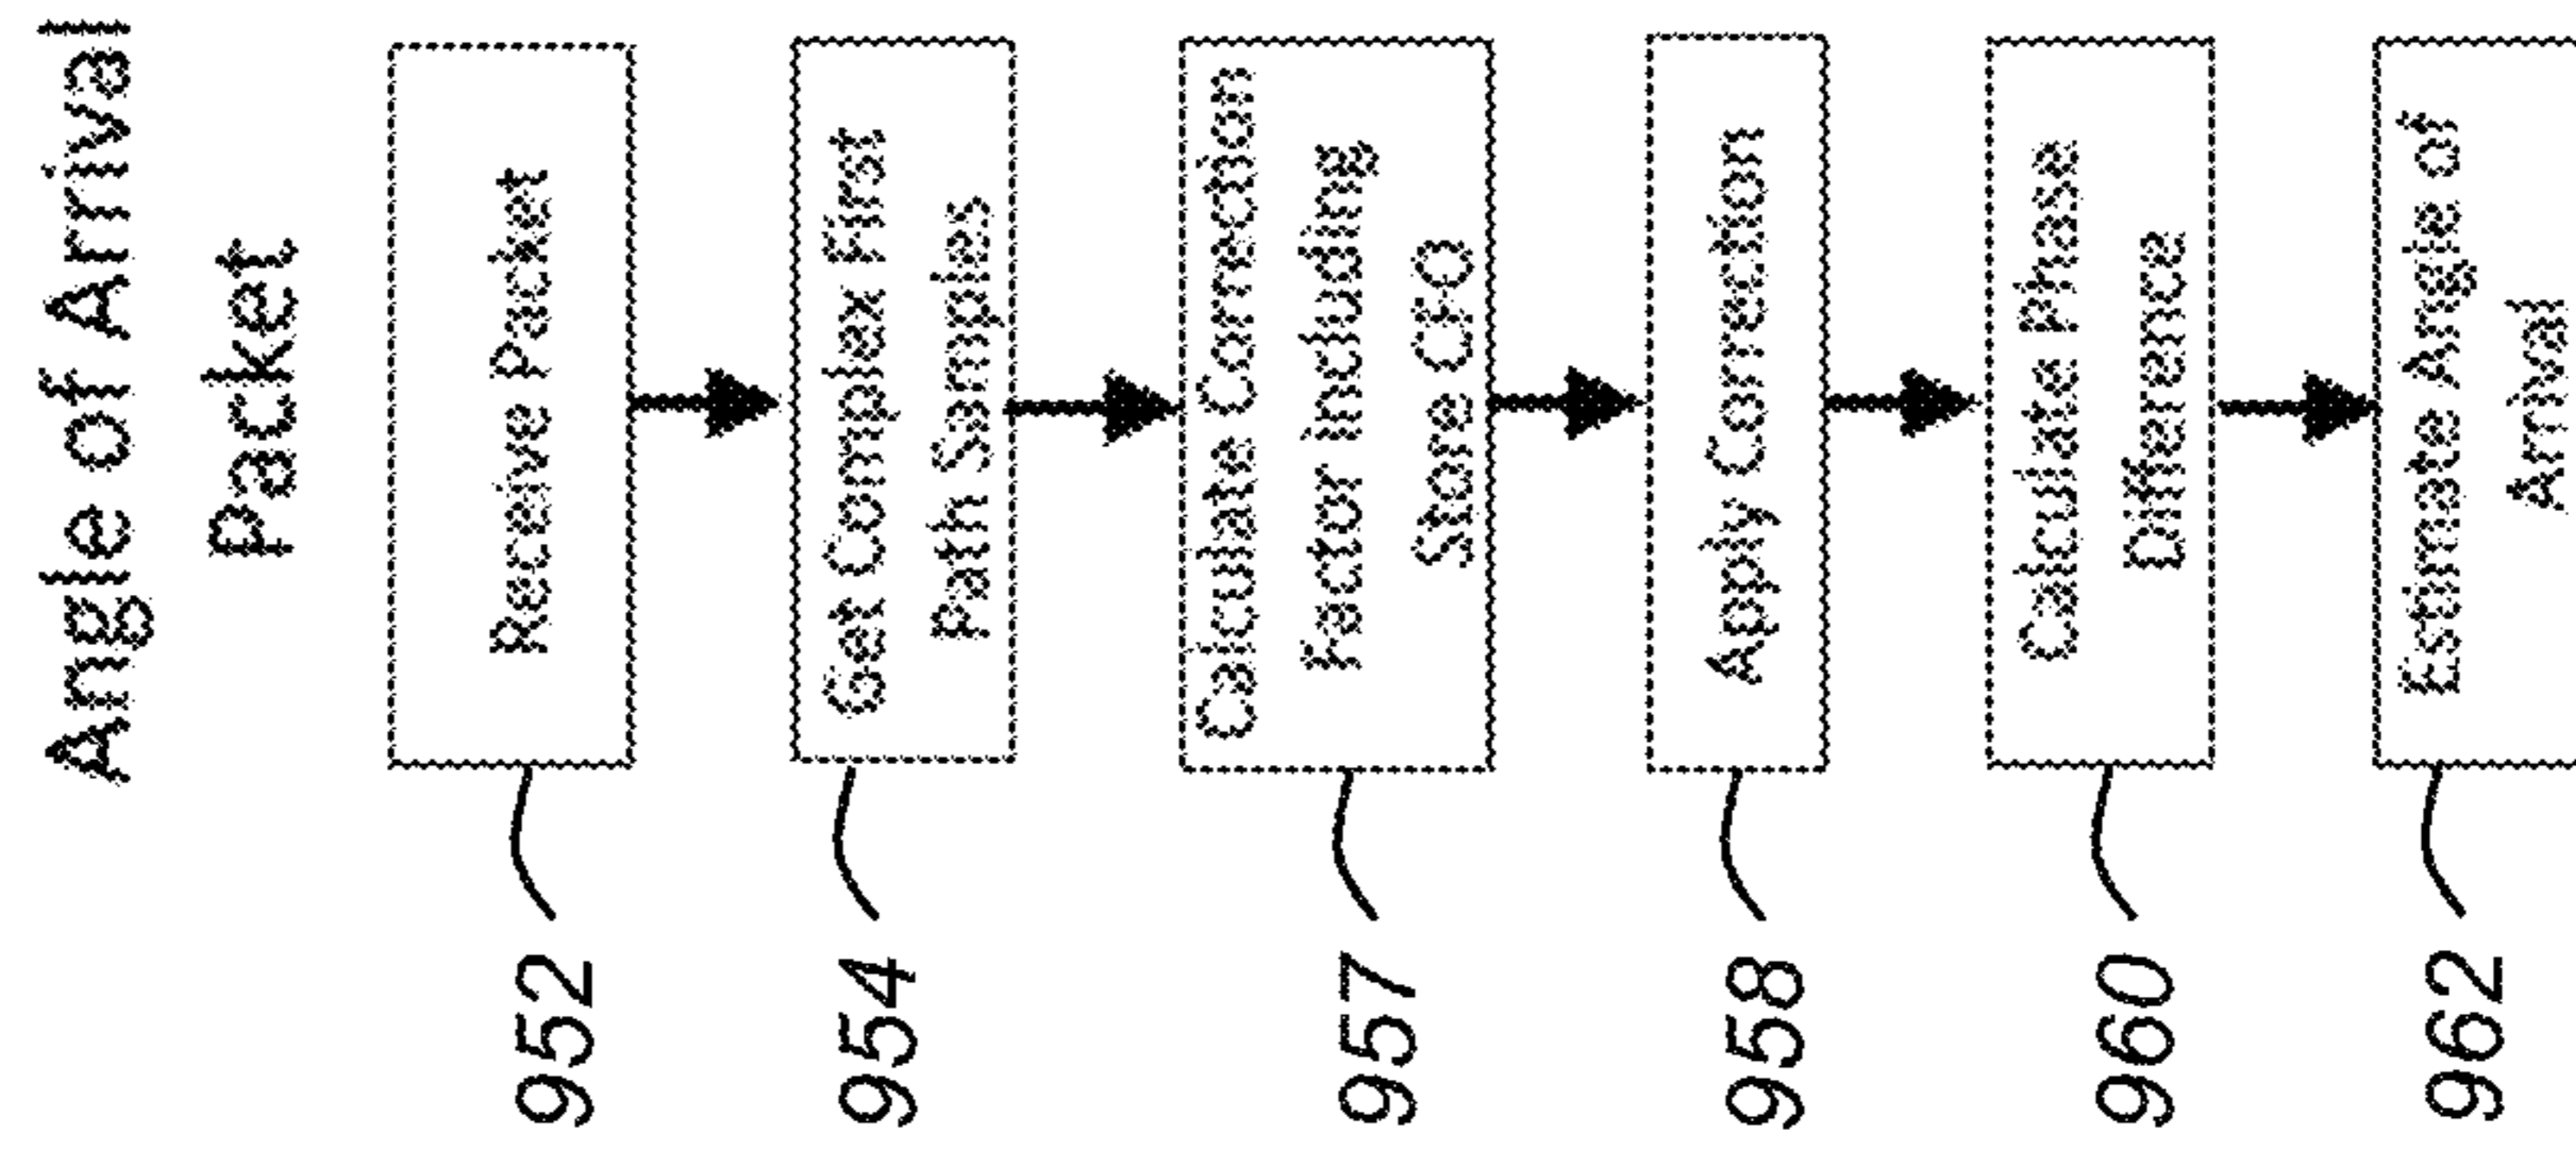 Angle of Arrival
Packet
952
Receive Packet
954
Get Complex First
Path Samples
957
Calculate Correction
Factor Including
Store CFO
958
Apply Correction
960
Calculate Phase
Difference
962
Estimate Angle of
Arrival